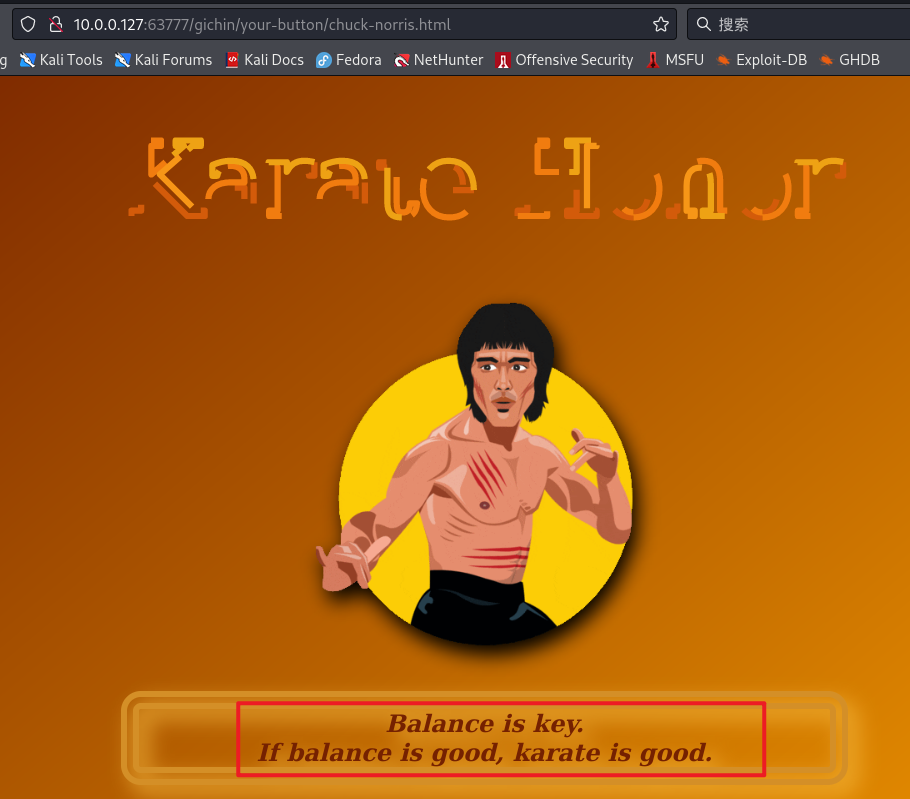 10.0.0.127:63777/gichin/your-button/chuck-norris.html 搜索
g Kali Tools Kali Forums Kali Docs Fedora NetHunter Offensive Security MSFU Exploit-DB GHDB
Karate Honor
Balance is key.
If balance is good, karate is good.